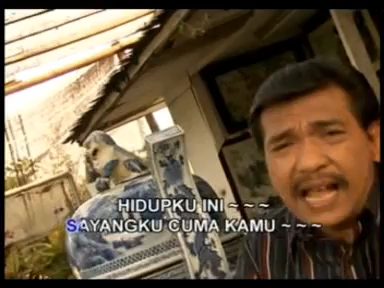 HIDUPKU INI ~ ~ ~
SAYANGKU CUMA KAMU ~ ~ ~